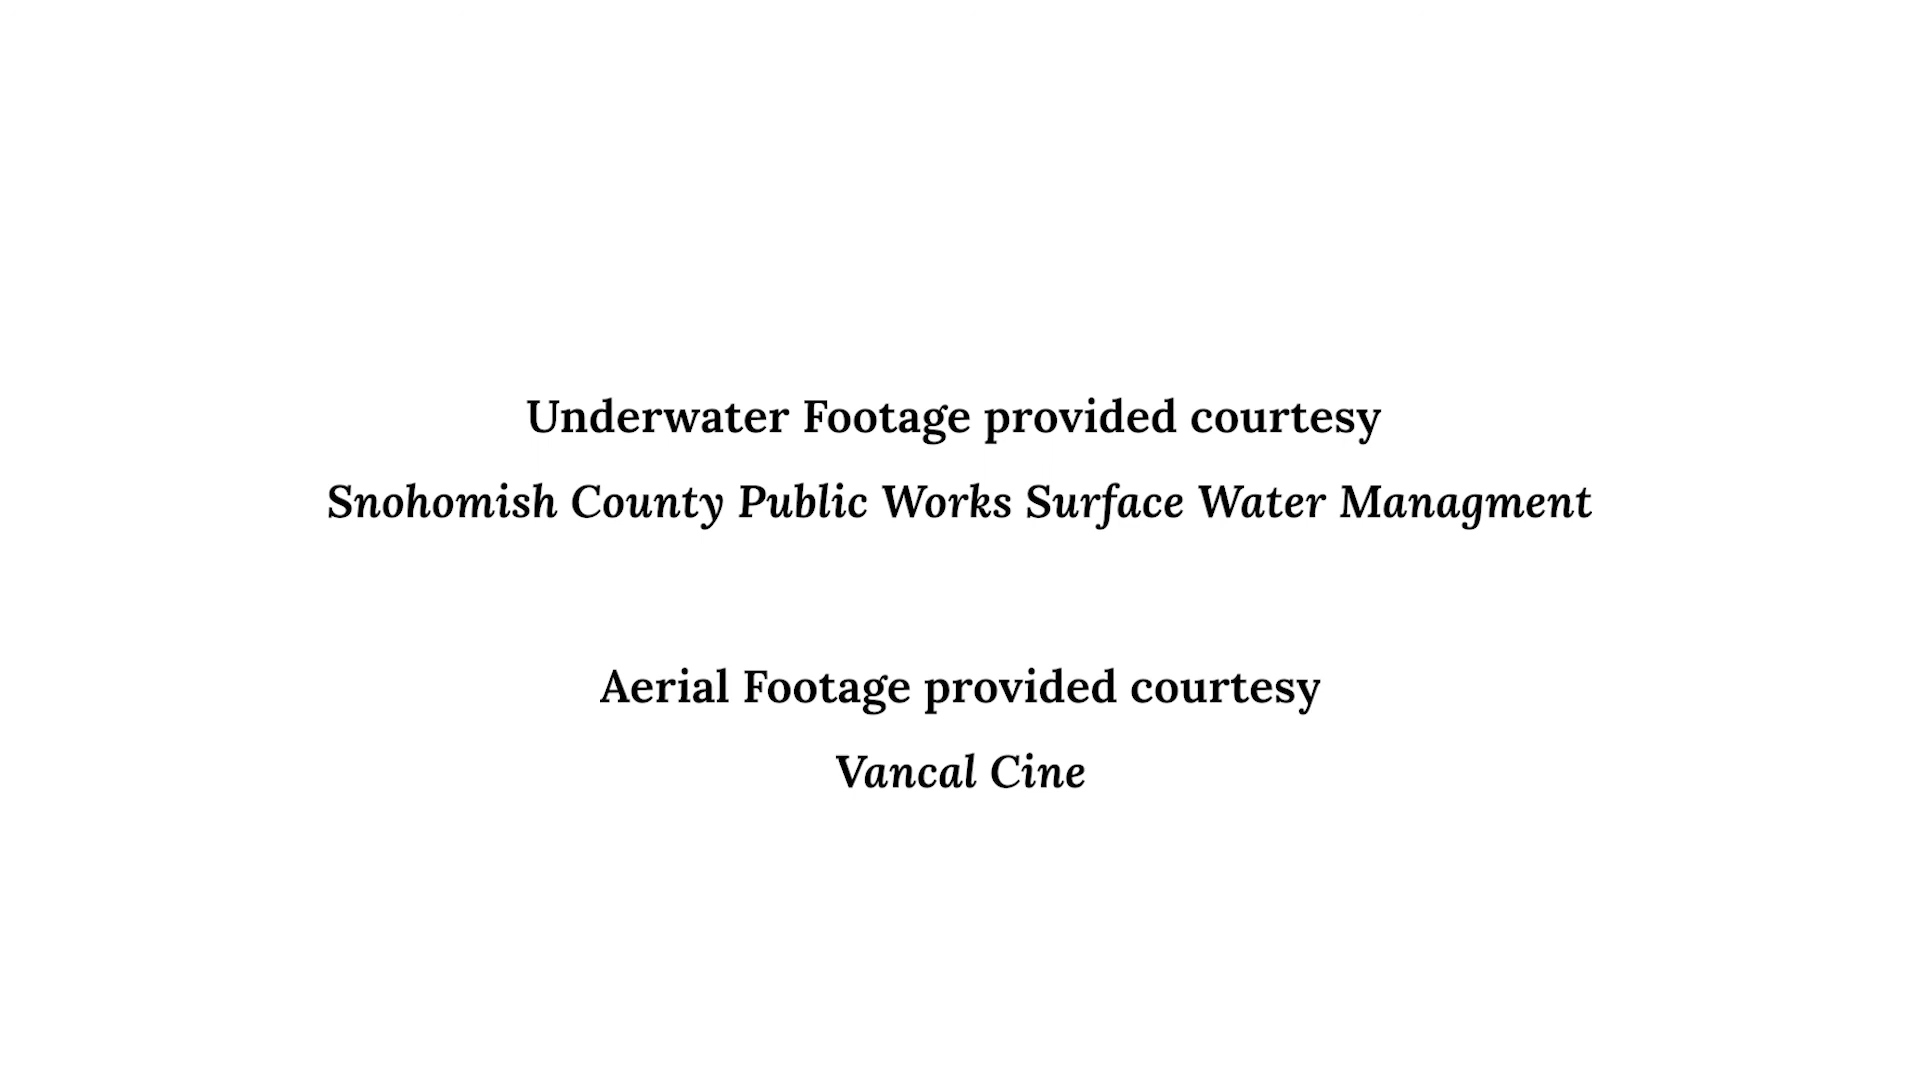 Underwater Footage provided courtesy
Snohomish County Public Works Surface Water Managment
Aerial Footage provided courtesy
Vancal Cine